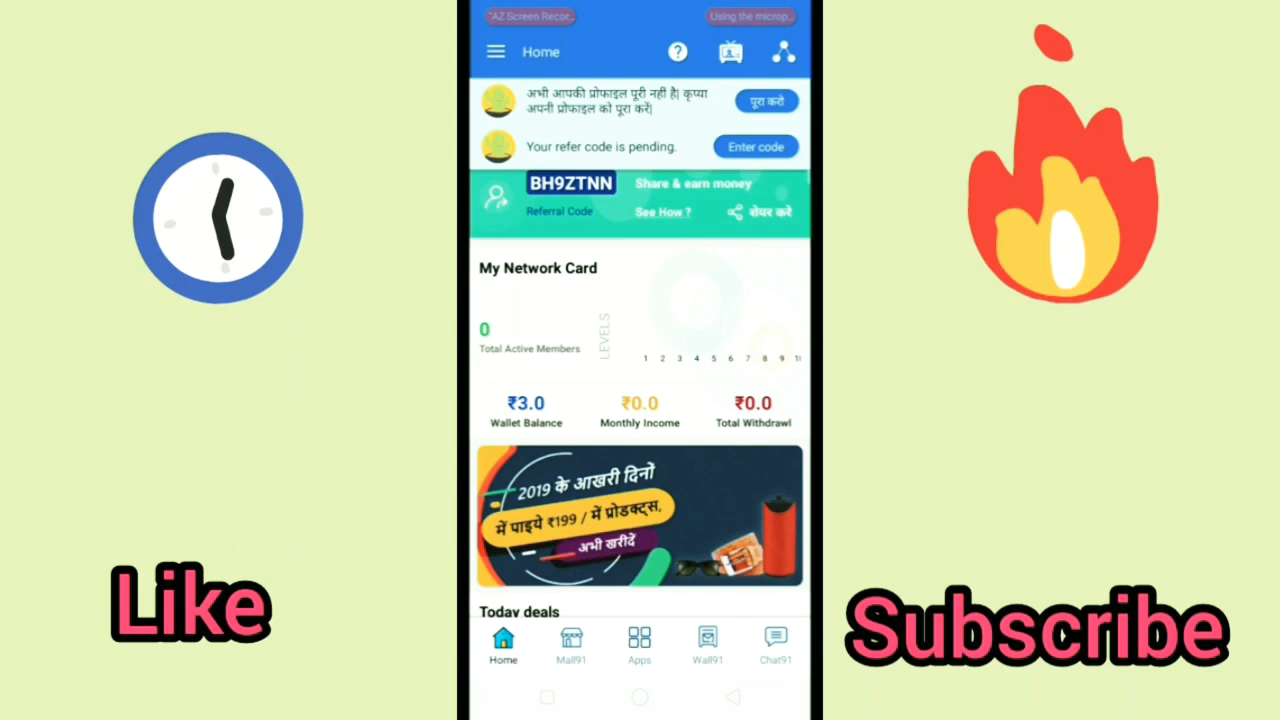 "AZ Screen Recor...
Using the microp...
Home
अभी आपकी प्रोफाइल पूरी नहीं है| कृप्या
अपनी प्रोफाइल को पूरा करें|
पूरा करो
Your refer code is pending.
Enter code
BH9ZTNN
Share & earn money
Referral Code
See How ?
शेयर करे
My Network Card
0
Total Active Members
LEVELS
1 2 3 4 5 6 7 8 9 10
₹3.0
₹0.0
₹0.0
Wallet Balance
Monthly Income
Total Withdrawl
2019 के आखरी दिनों
में पाइये ₹199 / में प्रोडक्ट्स,
अभी खरीदें
Today deals
Home
Mall91
Apps
Wall91
Chat91
Like
Subscribe